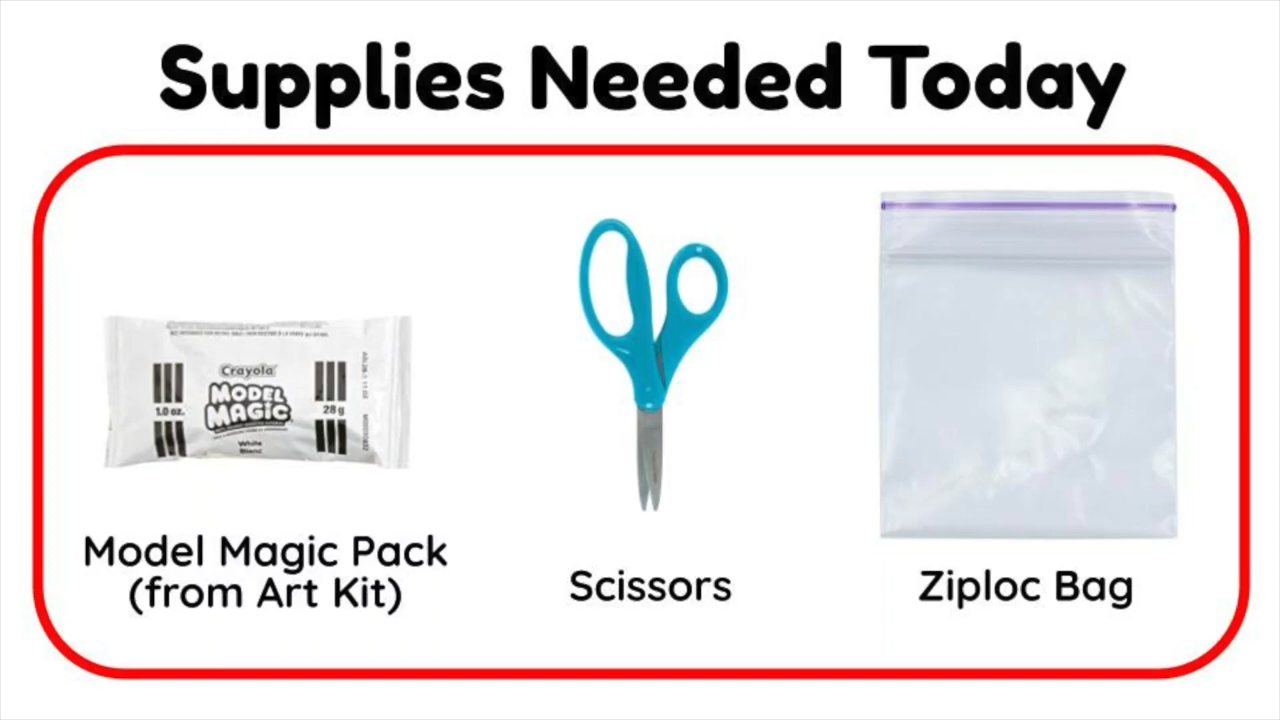 Supplies Needed Today
Crayola
MODEL
MAGIC
1.0 oz.
28 g
White
Blanc
Model Magic Pack
(from Art Kit)
Scissors
Ziploc Bag